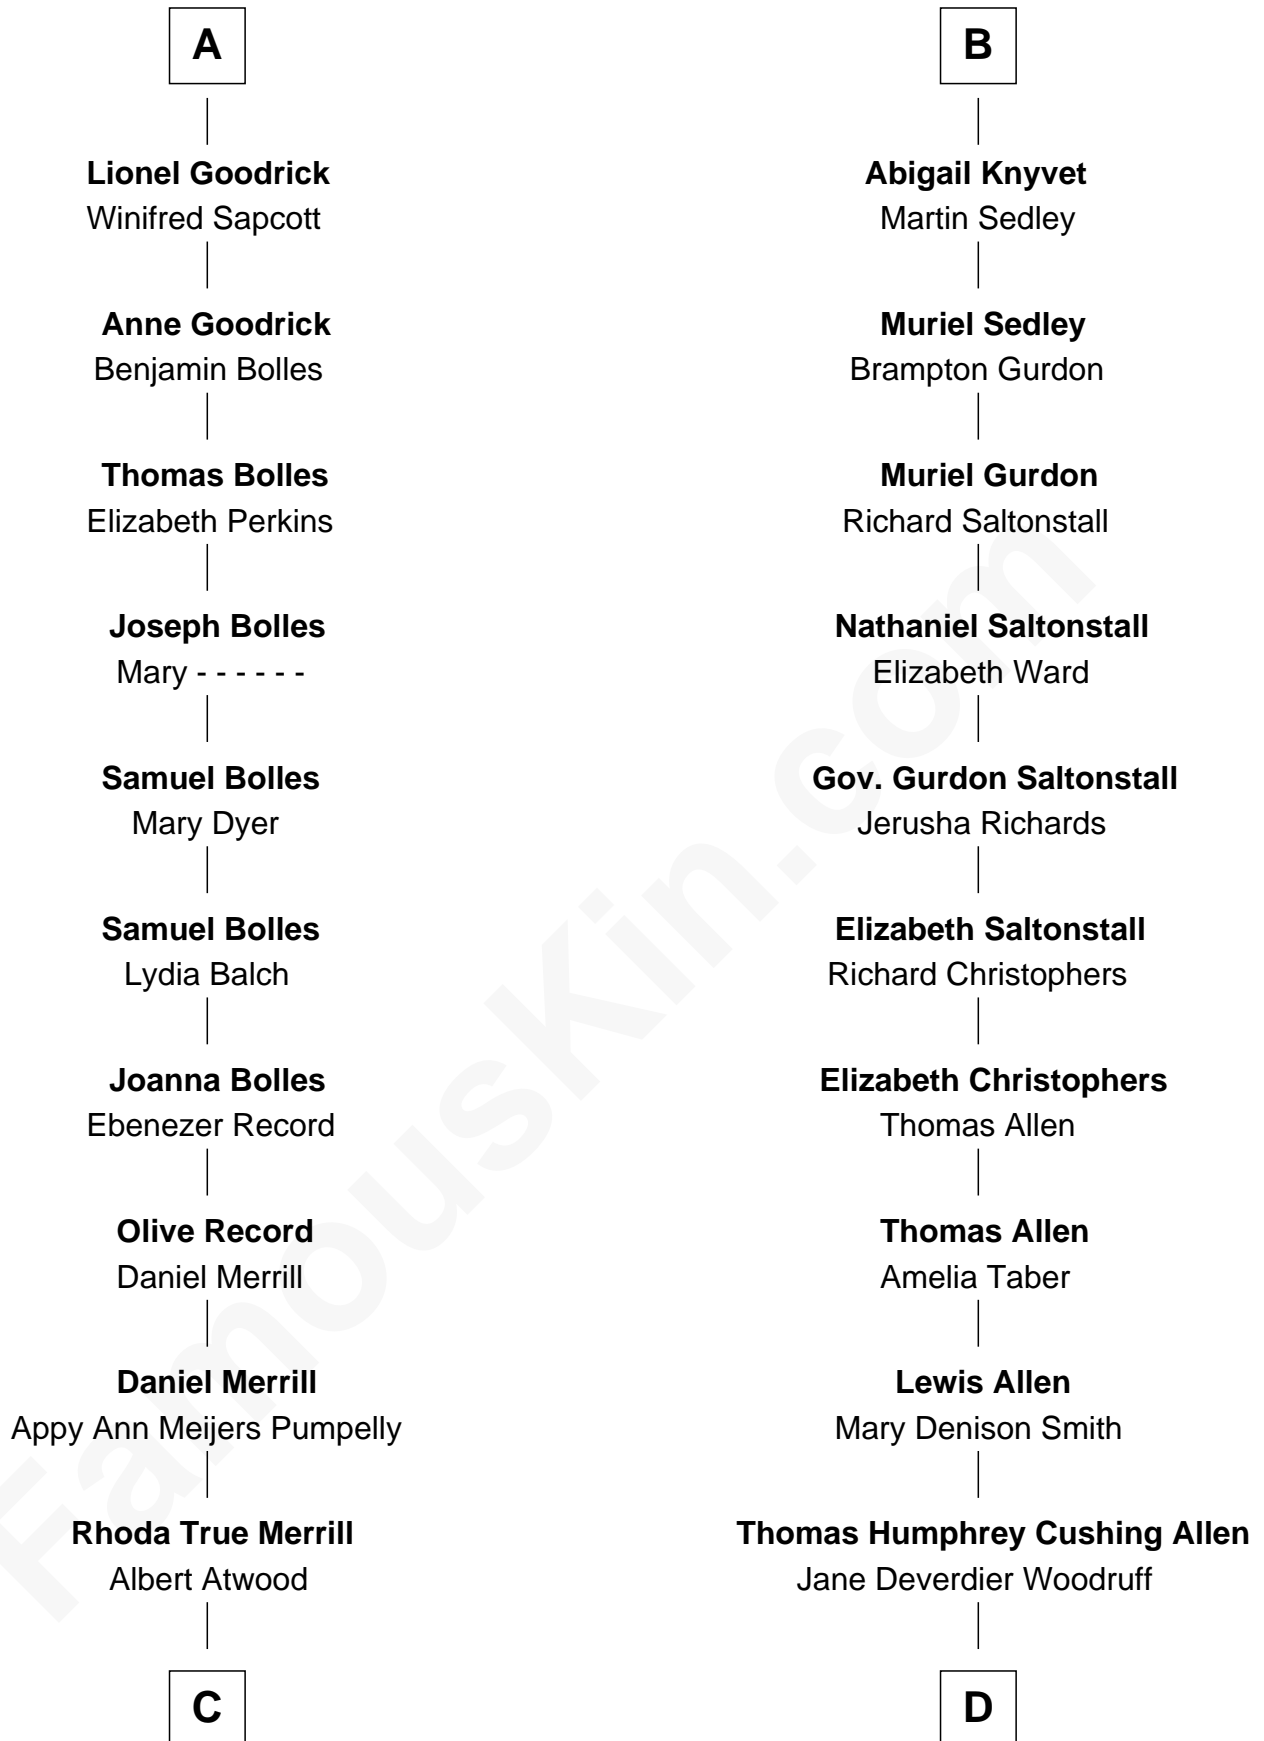 A
Lionel Goodrick
Winifred Sapcott
Anne Goodrick
Benjamin Bolles
Thomas Bolles
Elizabeth Perkins
Joseph Bolles
Mary - - - - - -
Samuel Bolles
Mary Dyer
Samuel Bolles
Lydia Balch
Joanna Bolles
Ebenezer Record
Olive Record
Daniel Merrill
Daniel Merrill
Appy Ann Meijers Pumpelly
Rhoda True Merrill
Albert Atwood
C
B
Abigail Knyvet
Martin Sedley
Muriel Sedley
Brampton Gurdon
Muriel Gurdon
Richard Saltonstall
Nathaniel Saltonstall
Elizabeth Ward
Gov. Gurdon Saltonstall
Jerusha Richards
Elizabeth Saltonstall
Richard Christophers
Elizabeth Christophers
Thomas Allen
Thomas Allen
Amelia Taber
Lewis Allen
Mary Denison Smith
Thomas Humphrey Cushing Allen
Jane Deverdier Woodruff
D
FamousKin.com